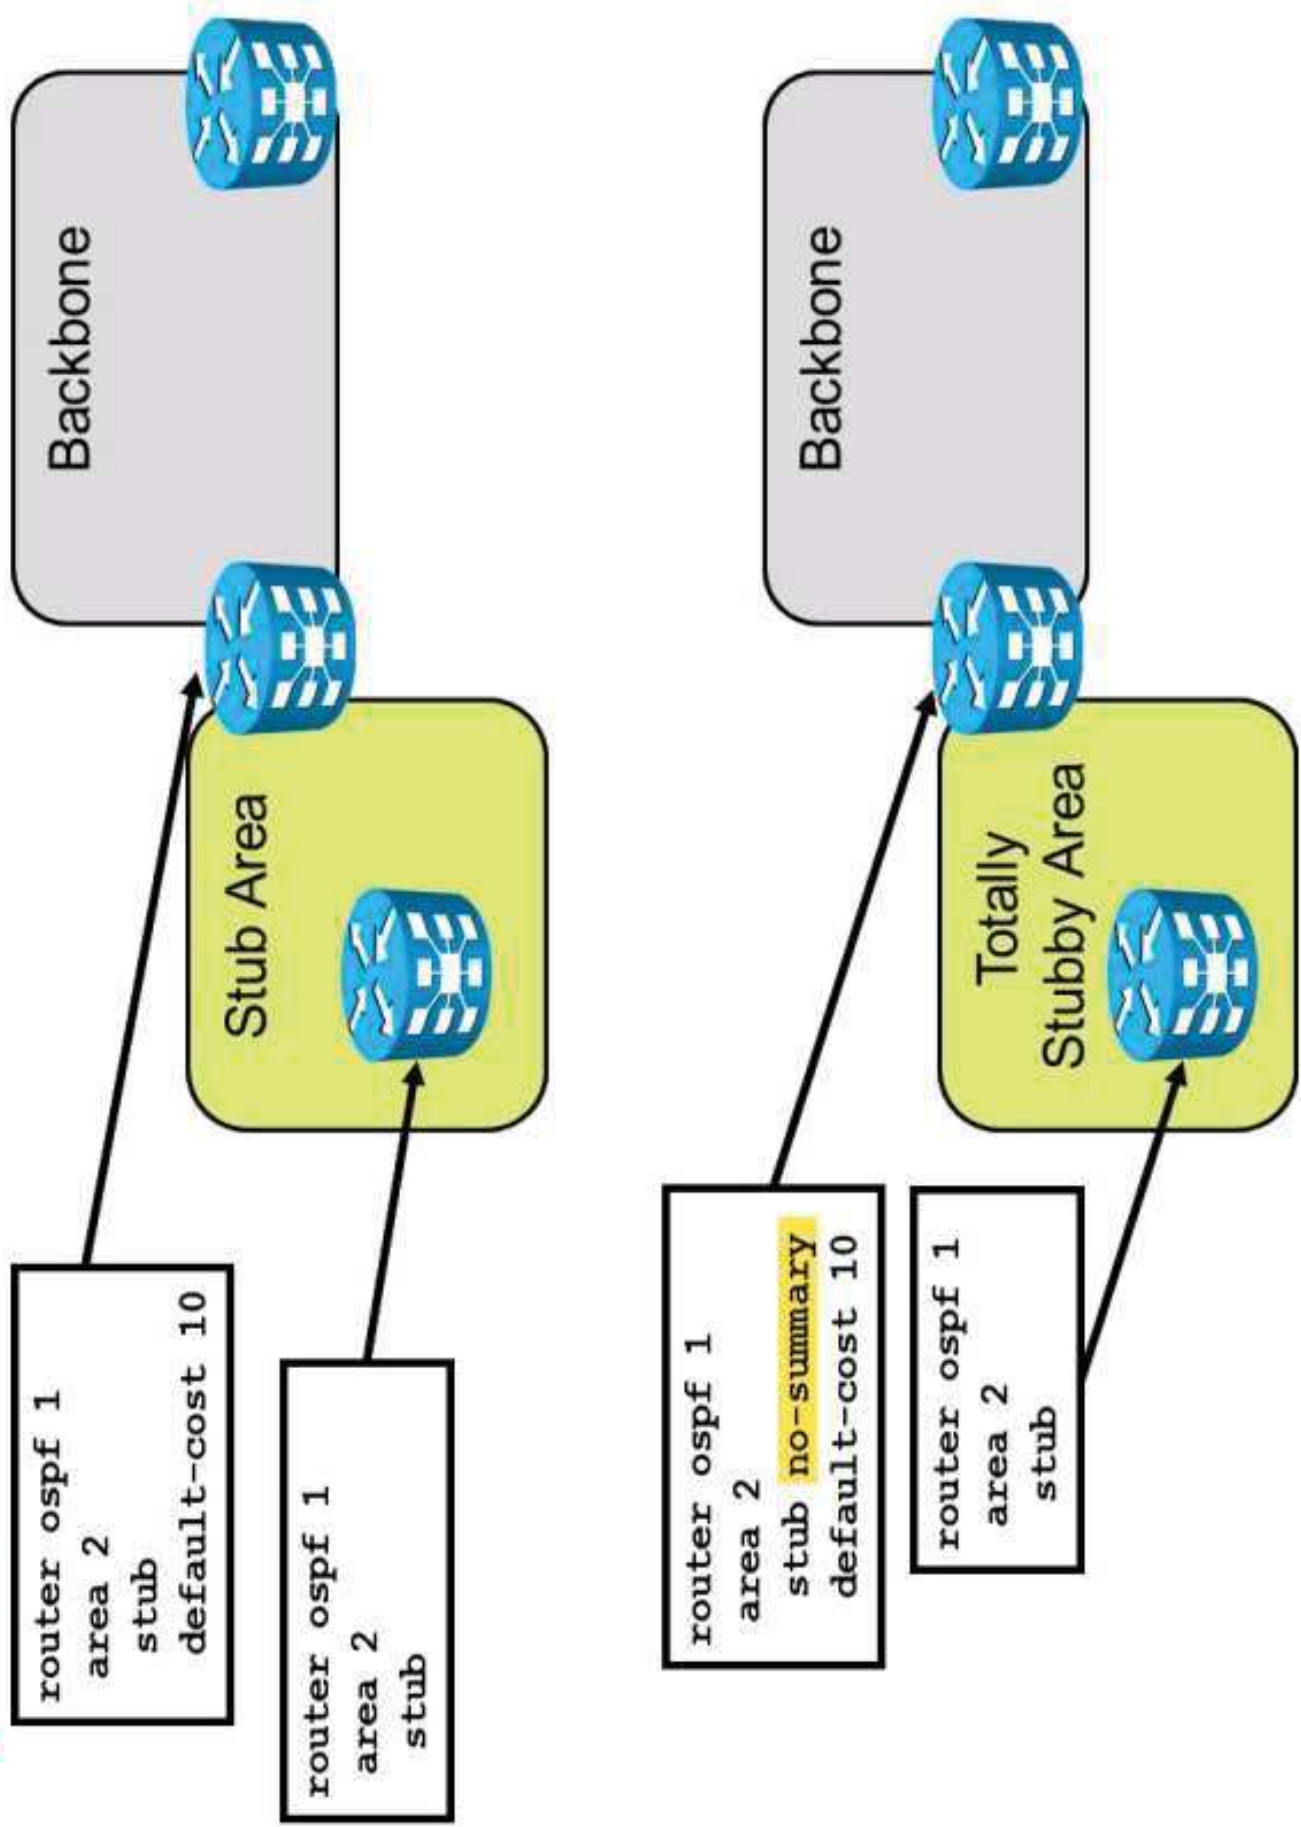 router ospf 1
area 2
stub
default-cost 10
router ospf 1
area 2
stub
Stub Area
Backbone
router ospf 1
area 2
stub no-summary
default-cost 10
router ospf 1
area 2
stub
Totally
Stubby Area
Backbone